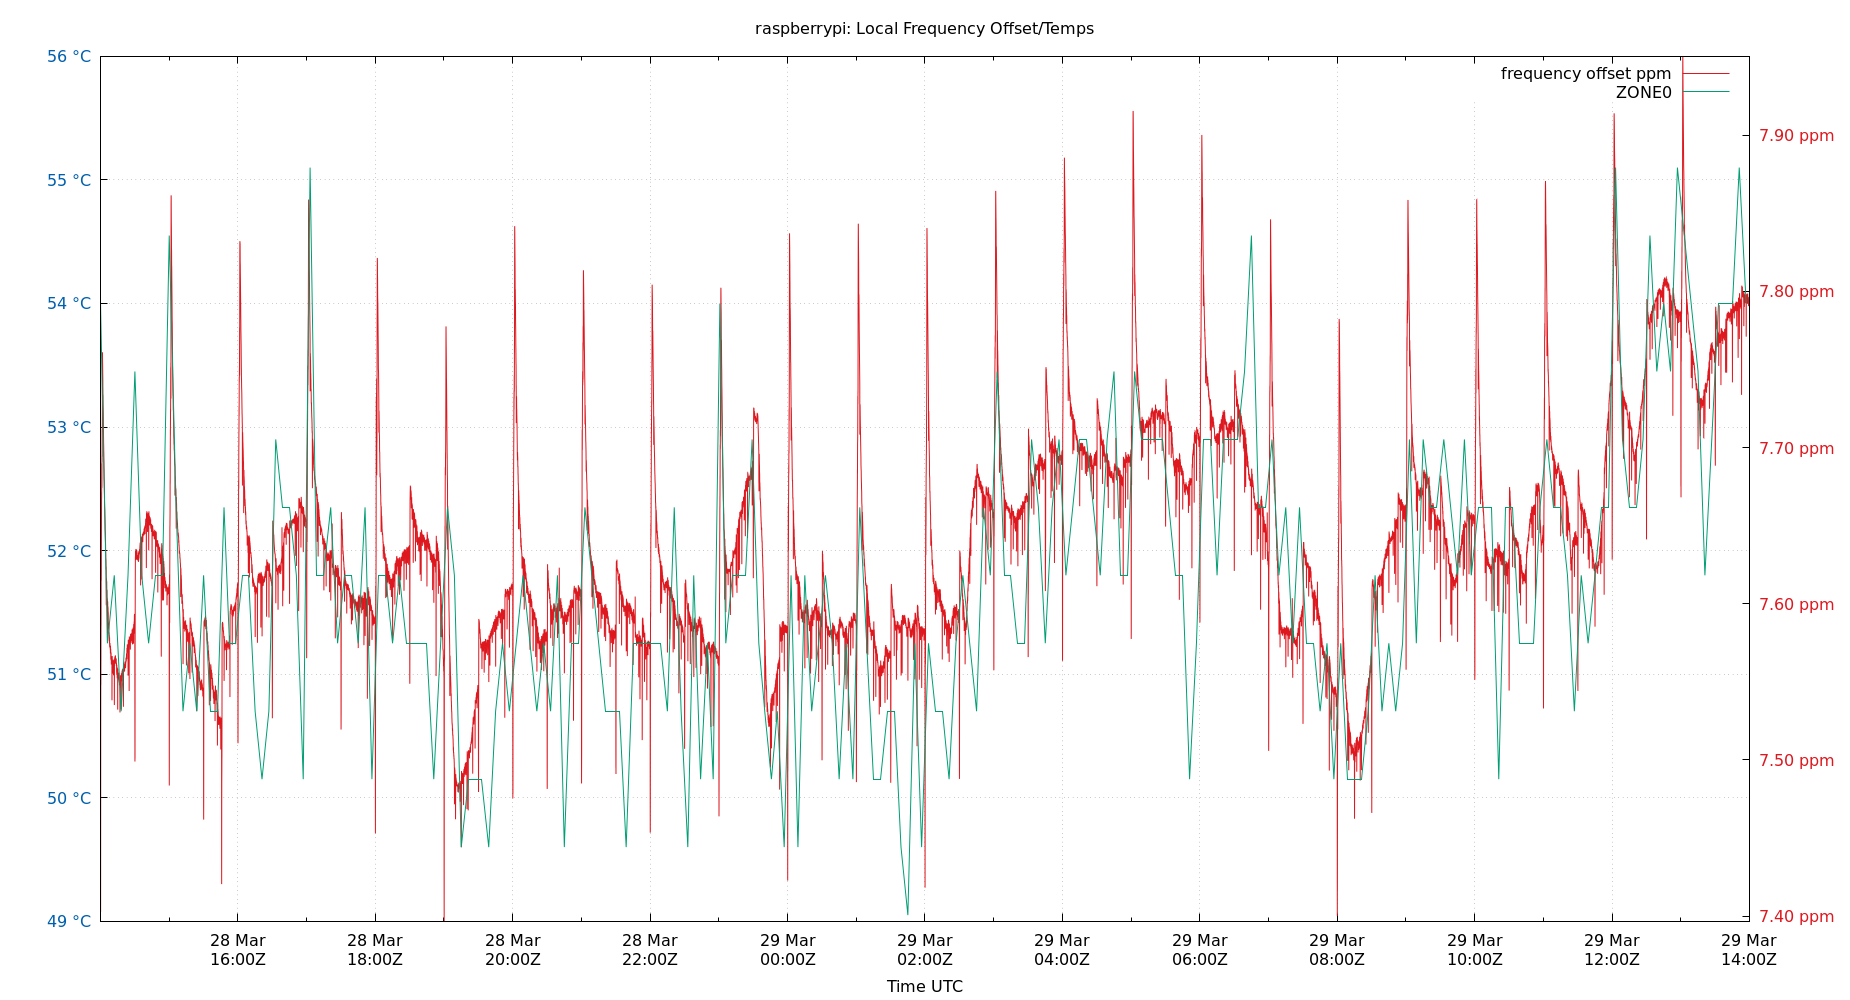 raspberrypi: Local Frequency Offset/Temps
frequency offset ppm
ZONE0
56 °C
55 °C
54 °C
53 °C
52 °C
51 °C
50 °C
49 °C
7.90 ppm
7.80 ppm
7.70 ppm
7.60 ppm
7.50 ppm
7.40 ppm
28 Mar
16:00Z
28 Mar
18:00Z
28 Mar
20:00Z
28 Mar
22:00Z
29 Mar
00:00Z
29 Mar
02:00Z
29 Mar
04:00Z
29 Mar
06:00Z
29 Mar
08:00Z
29 Mar
10:00Z
29 Mar
12:00Z
29 Mar
14:00Z
Time UTC